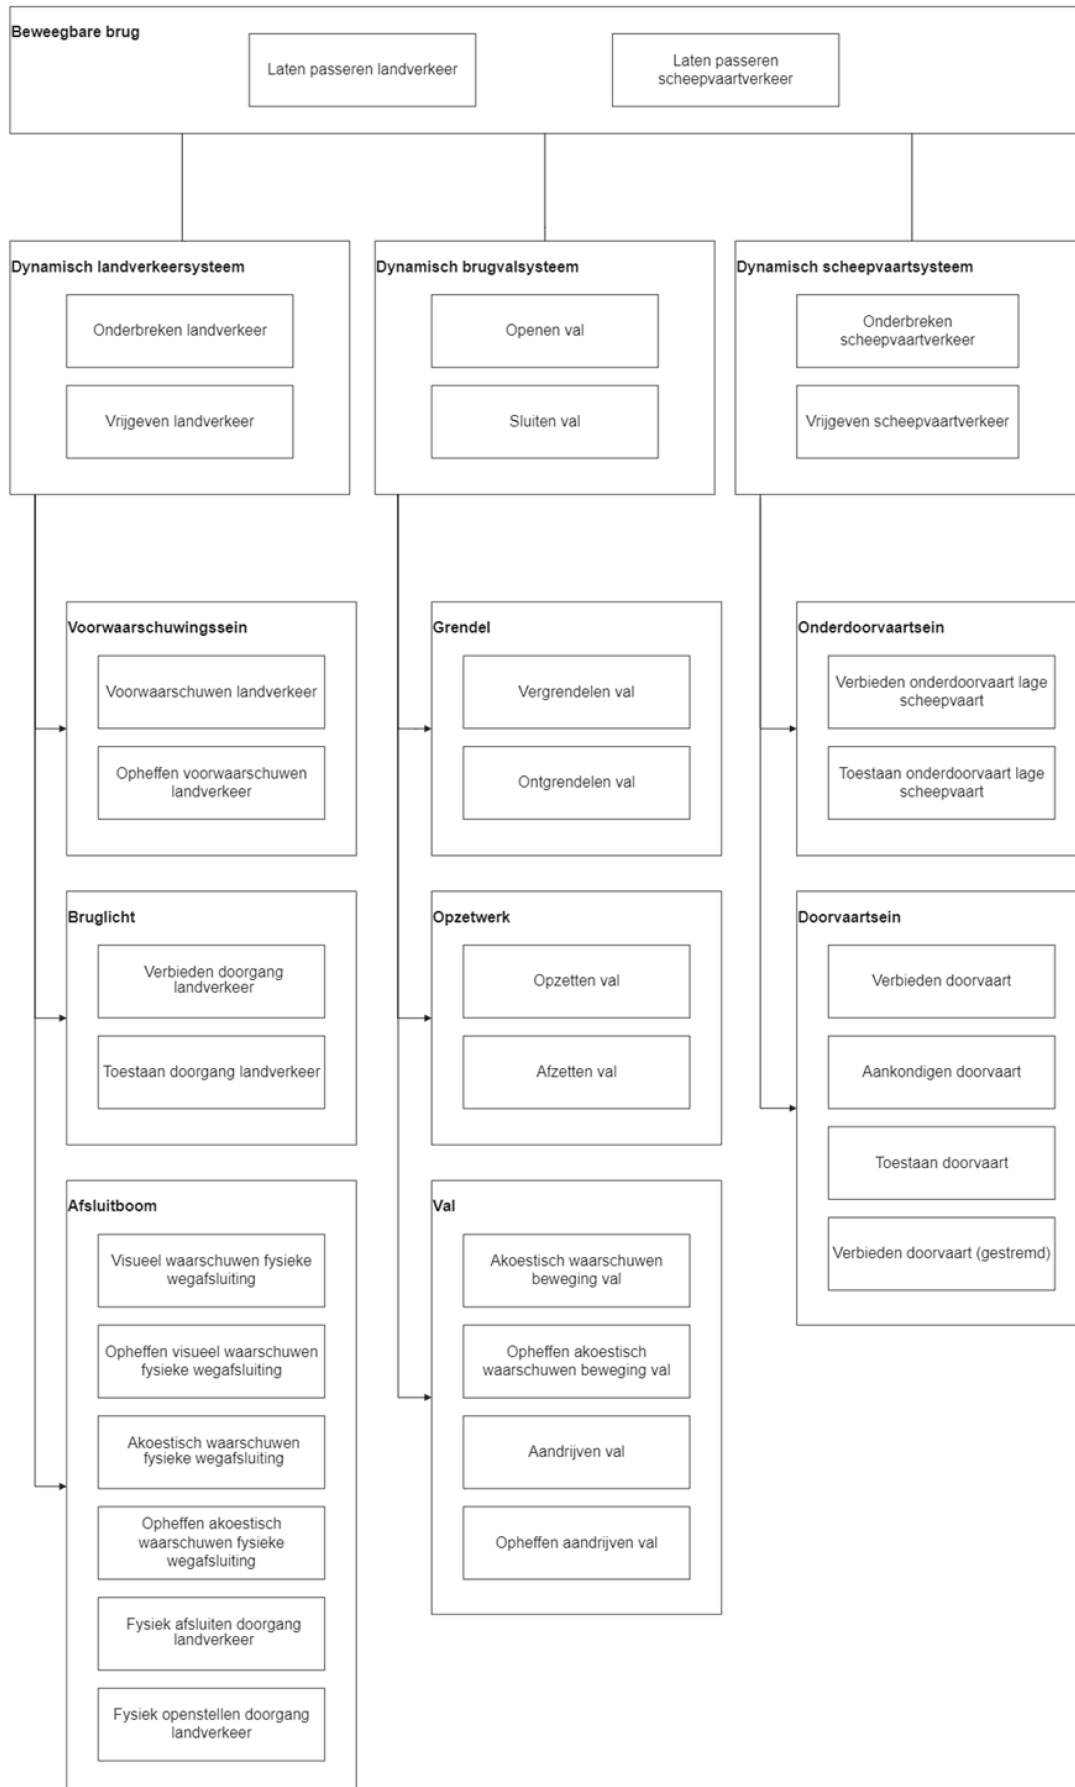 Beweegbare brug
Laten passeren landverkeer
Laten passeren
scheepvaartverkeer
Dynamisch landverkeersysteem
Onderbreken landverkeer
Vrijgeven landverkeer
Dynamisch brugvalsysteem
Openen val
Sluiten val
Dynamisch scheepvaartsysteem
Onderbreken
scheepvaartverkeer
Vrijgeven scheepvaartverkeer
Voorwaarschuwingssein
Voorwaarschuwen landverkeer
Opheffen voorwaarschuwen
landverkeer
Bruglicht
Verbieden doorgang
landverkeer
Toestaan doorgang landverkeer
Afsluitboom
Visueel waarschuwen fysieke
wegafsluiting
Opheffen visueel waarschuwen
fysieke wegafsluiting
Akoestisch waarschuwen
fysieke wegafsluiting
Opheffen akoestisch
waarschuwen fysieke
wegafsluiting
Fysiek afsluiten doorgang
landverkeer
Fysiek openstellen doorgang
landverkeer
Grendel
Vergrendelen val
Ontgrendelen val
Opzetwerk
Opzetten val
Afzetten val
Val
Akoestisch waarschuwen
beweging val
Opheffen akoestisch
waarschuwen beweging val
Aandrijven val
Opheffen aandrijven val
Onderdoorvaartsein
Verbieden onderdoorvaart lage
scheepvaart
Toestaan onderdoorvaart lage
scheepvaart
Doorvaartsein
Verbieden doorvaart
Aankondigen doorvaart
Toestaan doorvaart
Verbieden doorvaart (gestremd)